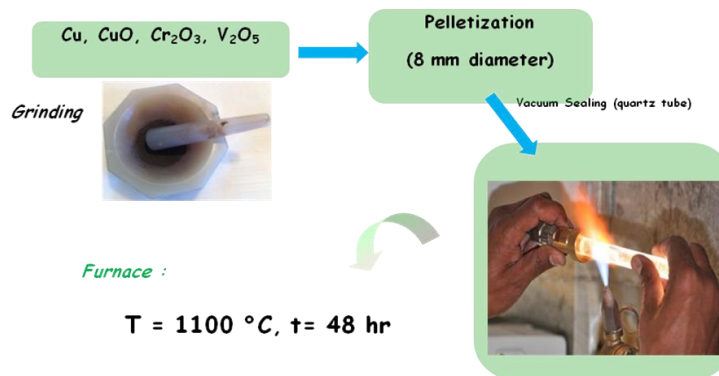 Cu, CuO, Cr₂O₃, V₂O₅
Pelletization
(8 mm diameter)
Grinding
Vacuum Sealing (quartz tube)
Furnace :
T = 1100 °C, t= 48 hr